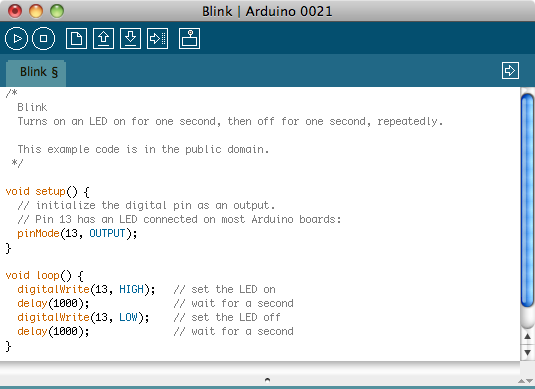 Blink | Arduino 0021
Blink §
/*
  Blink
  Turns on an LED on for one second, then off for one second, repeatedly.

  This example code is in the public domain.
 */

void setup() {
  // initialize the digital pin as an output.
  // Pin 13 has an LED connected on most Arduino boards:
  pinMode(13, OUTPUT);
}

void loop() {
  digitalWrite(13, HIGH);   // set the LED on
  delay(1000);              // wait for a second
  digitalWrite(13, LOW);    // set the LED off
  delay(1000);              // wait for a second
}